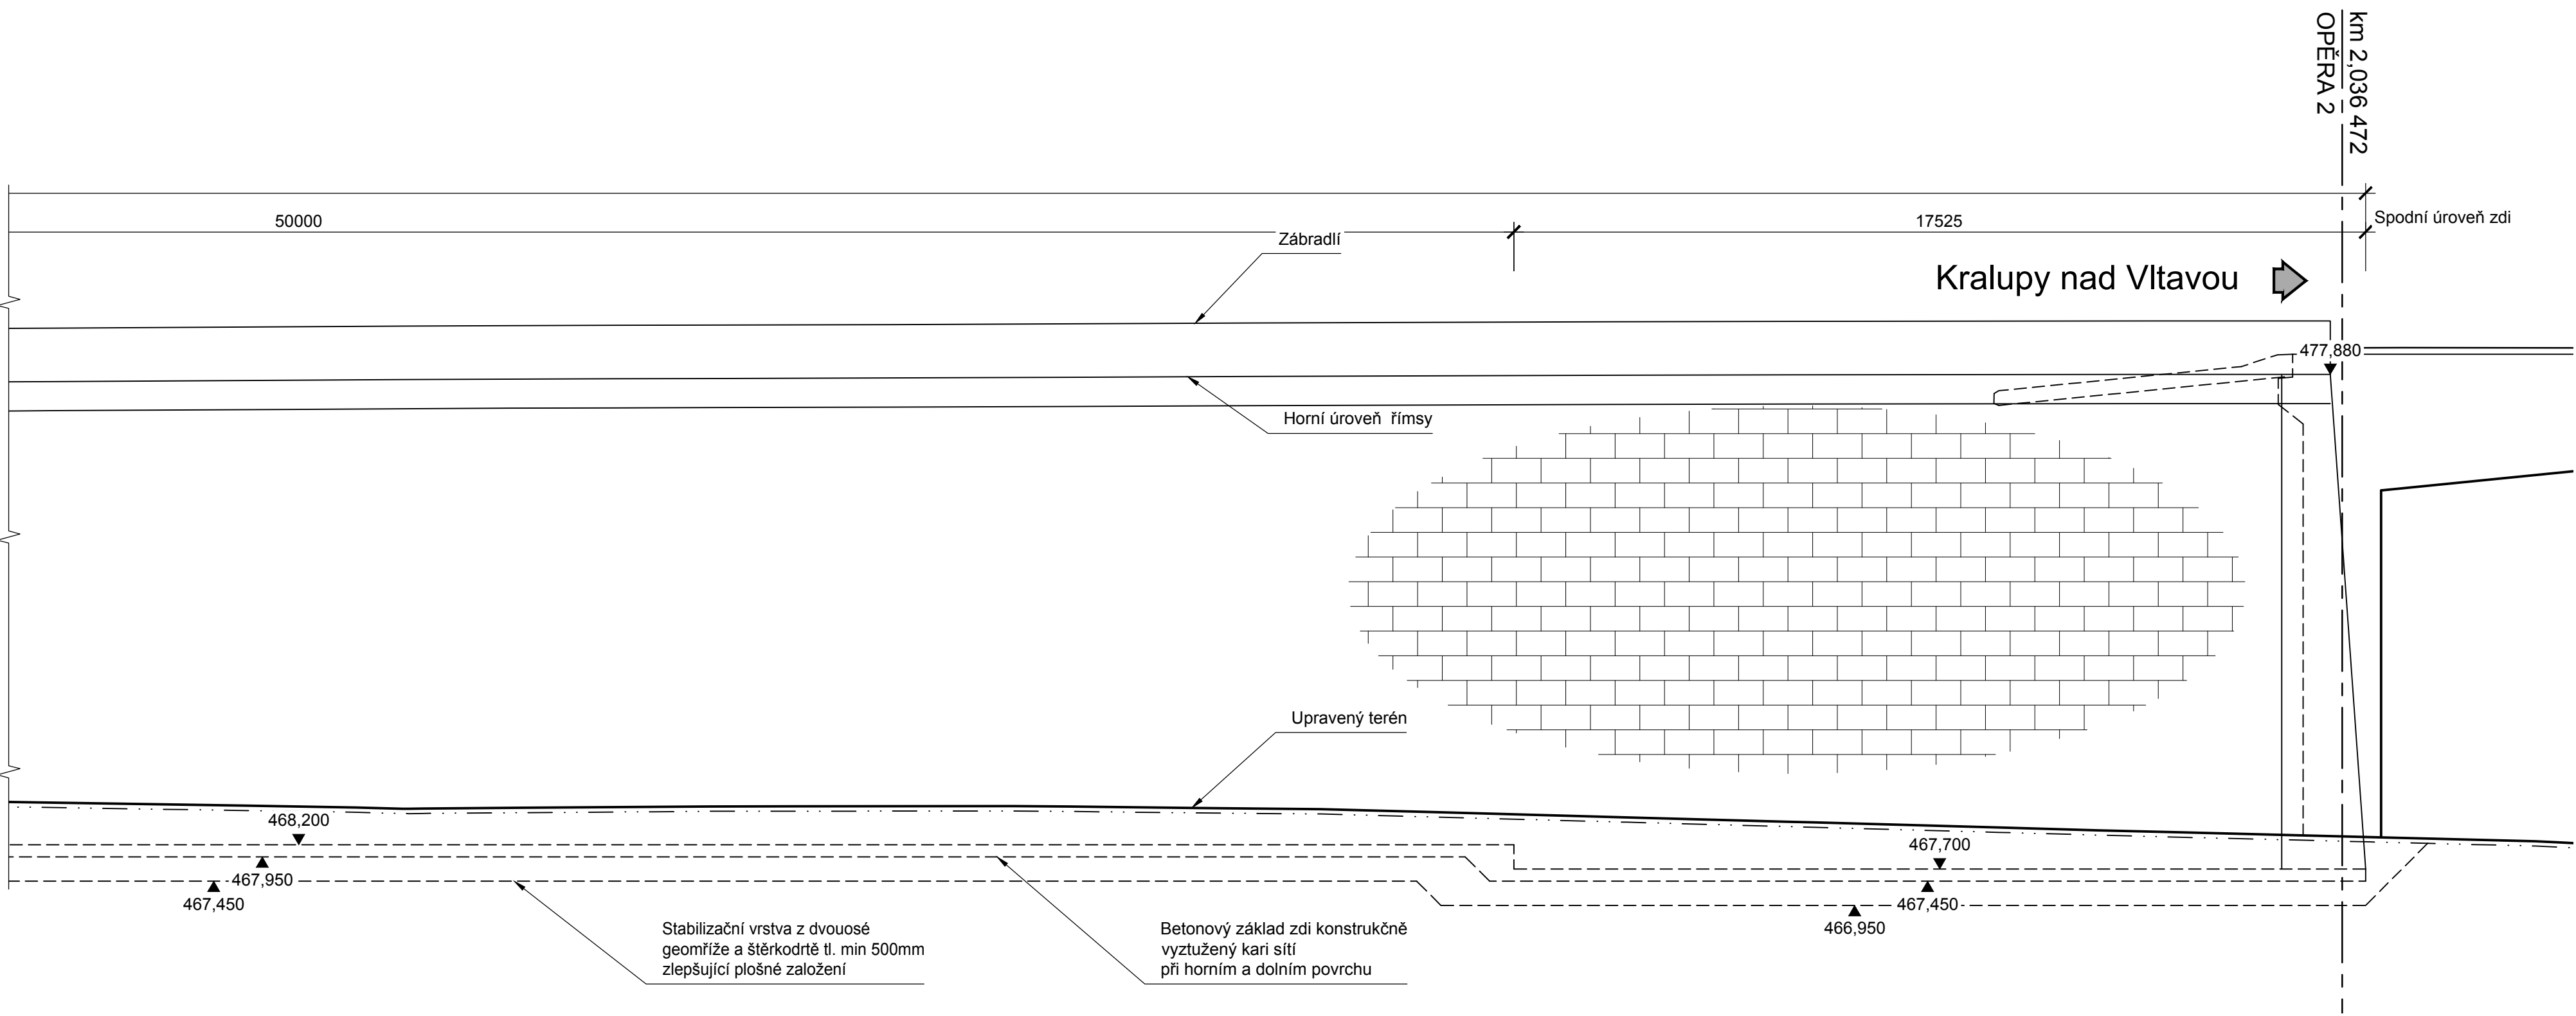 km 2,036 472
OPĚRA 2
50000
17525
Spodní úroveň zdi
Zábradlí
Kralupy nad Vltavou
477,880
Horní úroveň římsy
Upravený terén
468,200
467,700
467,950
467,450
467,450
466,950
Stabilizační vrstva z dvouosé
geomříže a štěrkodrtě tl. min 500mm
zlepšující plošné založení
Betonový základ zdi konstrukčně
vyztužený kari sítí
při horním a dolním povrchu